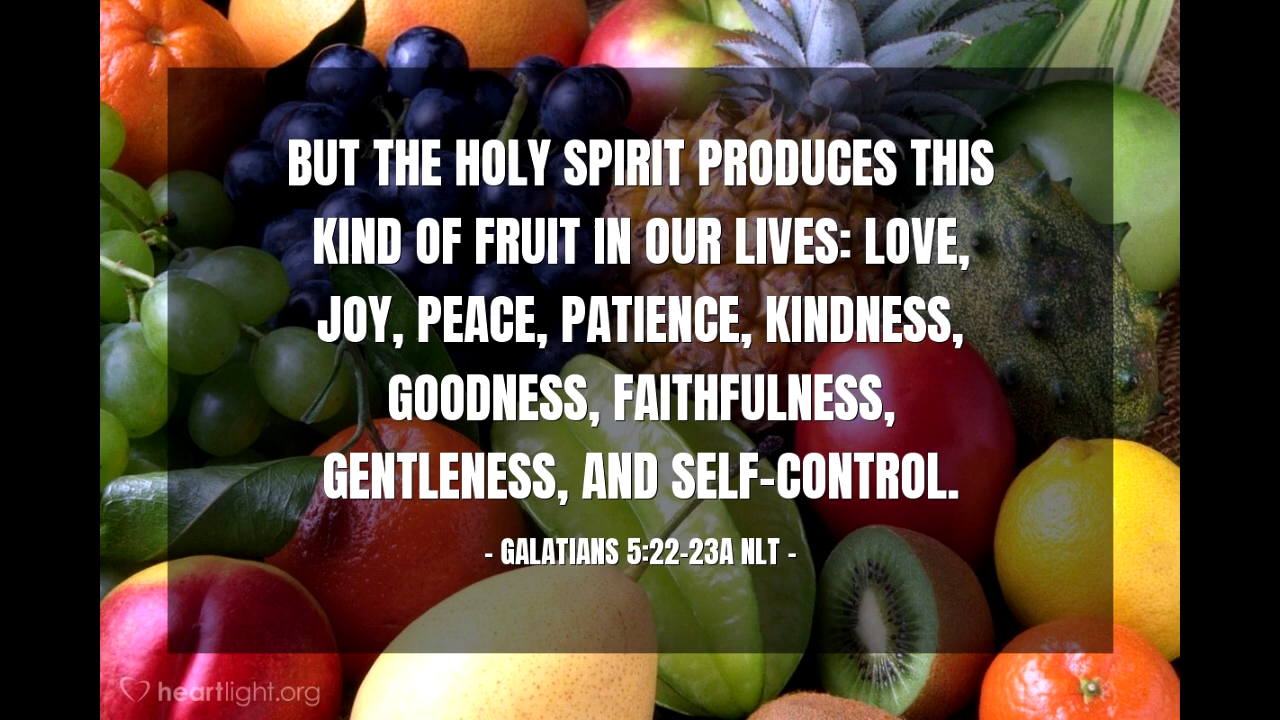 BUT THE HOLY SPIRIT PRODUCES THIS
KIND OF FRUIT IN OUR LIVES: LOVE,
JOY, PEACE, PATIENCE, KINDNESS,
GOODNESS, FAITHFULNESS,
GENTLENESS, AND SELF-CONTROL.
- GALATIANS 5:22-23A NLT -
heartlight.org